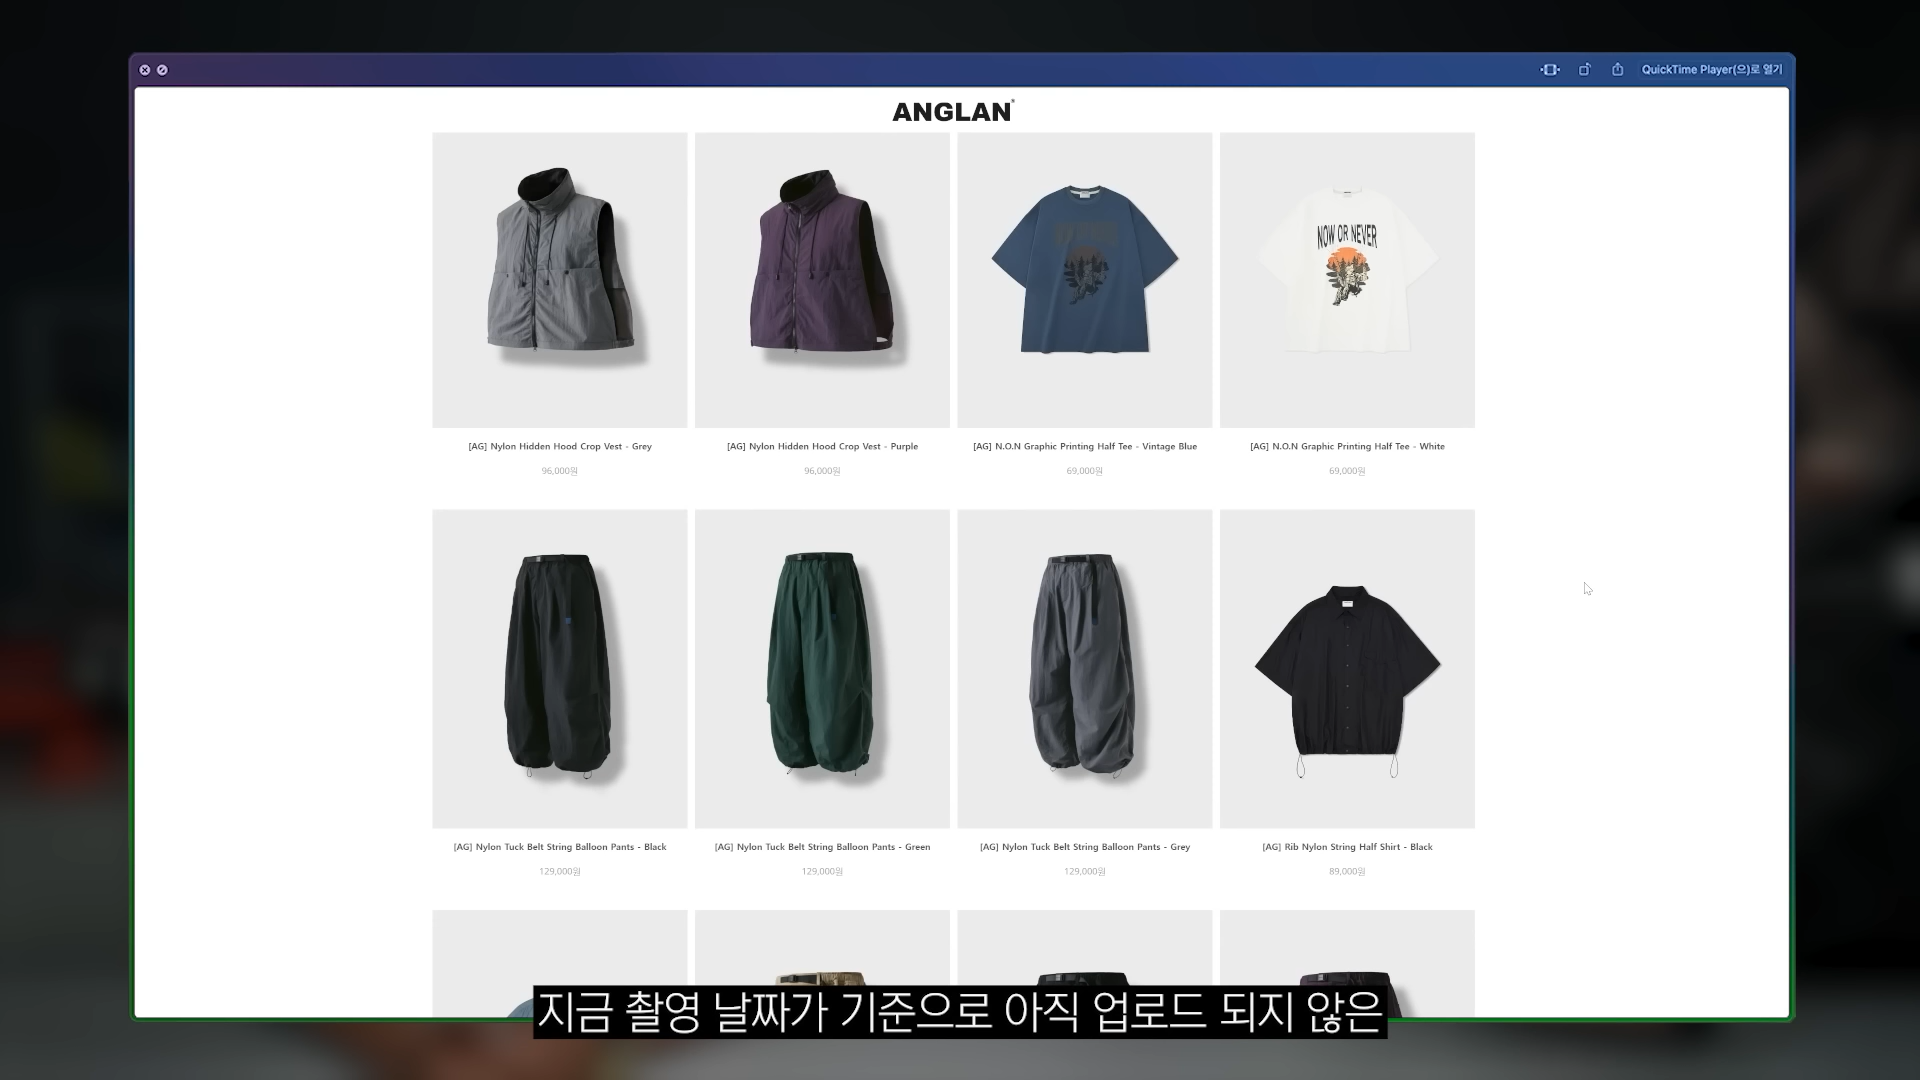 QuickTime Player(으)로 열기
ANGLAN
NOW OR NEVER
[AG] Nylon Hidden Hood Crop Vest - Grey
96,000원
[AG] Nylon Hidden Hood Crop Vest - Purple
96,000원
[AG] N.O.N Graphic Printing Half Tee - Vintage Blue
69,000원
[AG] N.O.N Graphic Printing Half Tee - White
69,000원
[AG] Nylon Tuck Belt String Balloon Pants - Black
129,000원
[AG] Nylon Tuck Belt String Balloon Pants - Green
129,000원
[AG] Nylon Tuck Belt String Balloon Pants - Grey
129,000원
[AG] Rib Nylon String Half Shirt - Black
89,000원
지금 촬영 날짜가 기준으로 아직 업로드 되지 않은